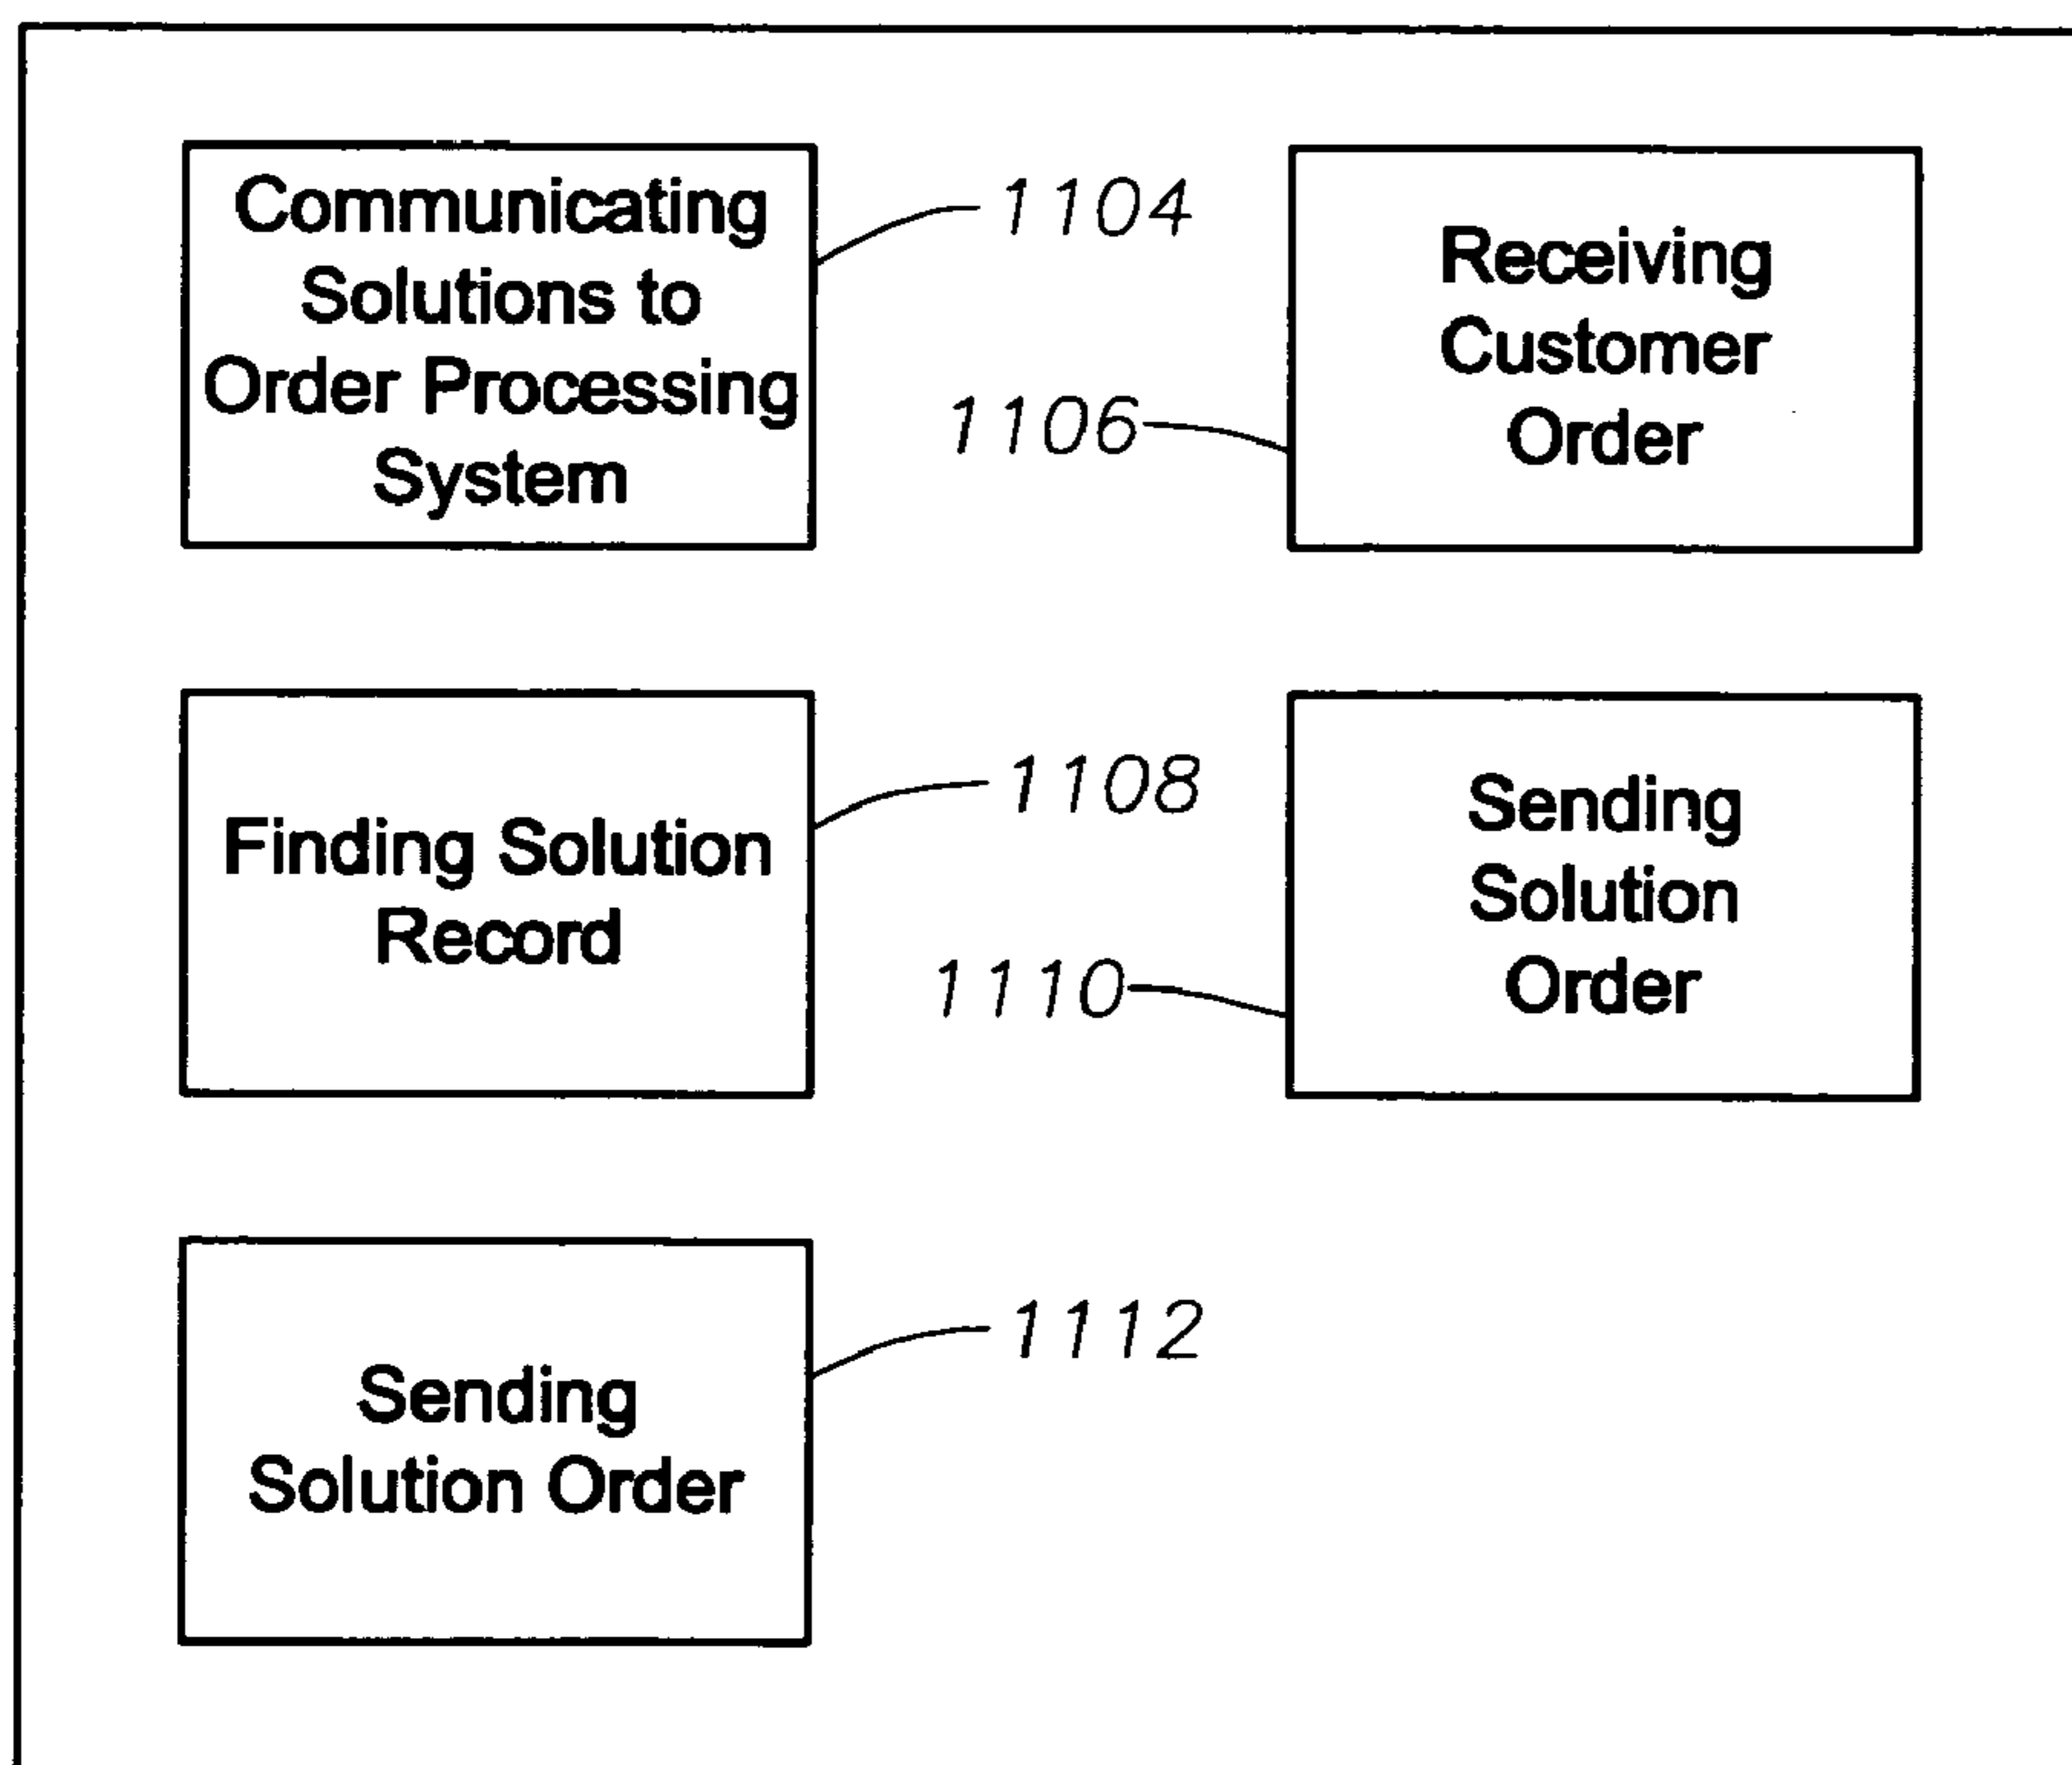 Communicating
Solutions to
Order Processing
System
1104
Receiving
Customer
Order
1106
Finding Solution
Record
1108
Sending
Solution
Order
1110
Sending
Solution Order
1112